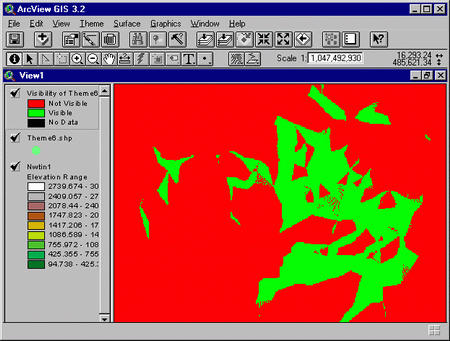 ArcView GIS 3.2
File Edit View Theme Surface Graphics Window Help
Scale 1: 1,047,492,930
16,293.24
485,621.34
View1
Visibility of Theme6
Not Visible
Visible
No Data
Theme6.shp
Nwtin1
Elevation Range
2739.674 - 30
2409.057 - 27
2078.44 - 240
1747.823 - 20
1417.206 - 17
1086.589 - 14
755.972 - 108
425.355 - 755
94.738 - 425.3